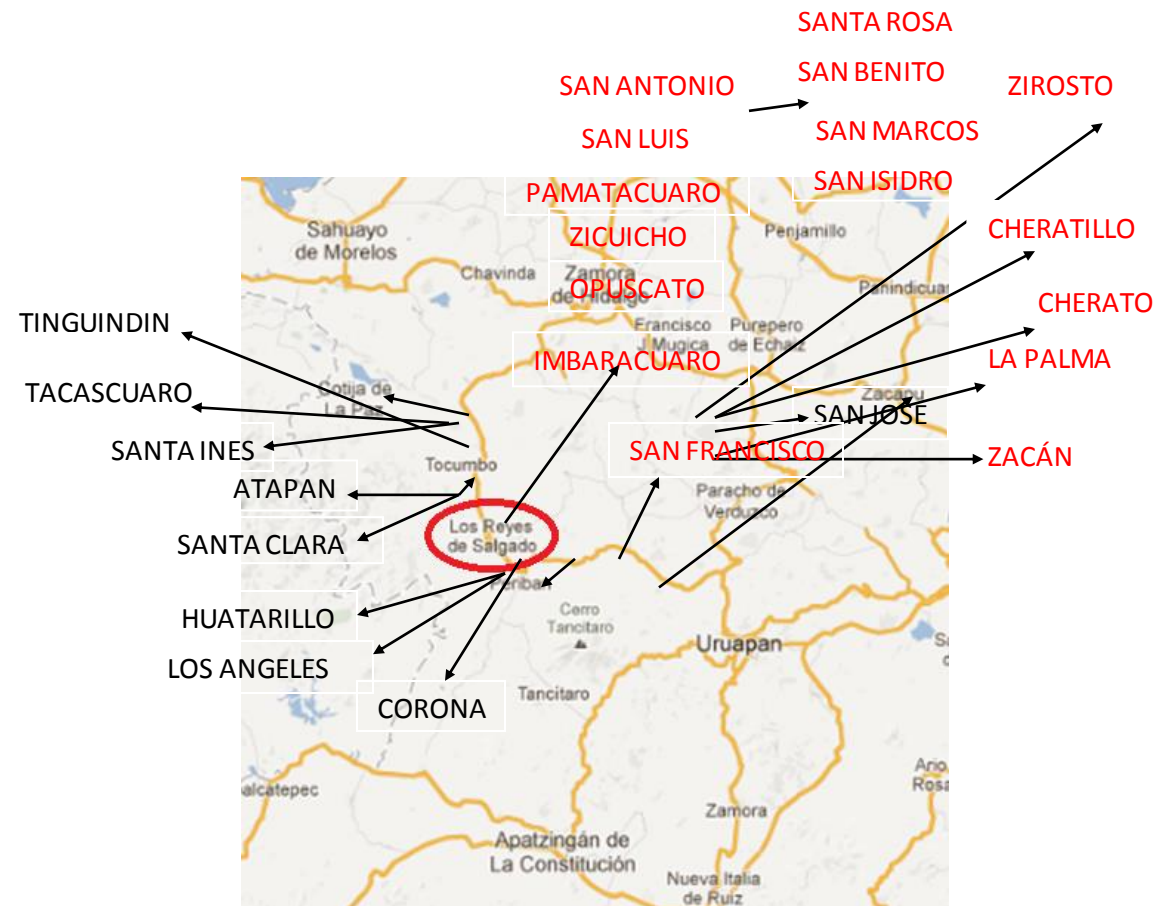 SANTA ROSA
SAN ANTONIO
SAN BENITO
ZIROSTO
SAN LUIS
SAN MARCOS
PAMATACUARO
SAN ISIDRO
Sahuayo
de Morelos
ZICUICHO
Penjamillo
CHERATILLO
Chavinda
Zamora
de Hidalgo
OPUSCATO
Panindicuar
CHERATO
TINGUINDIN
Francisco
J Mugica
Purepero
de Echaiz
IMBARACUARO
LA PALMA
TACASCUARO
Cotija de
La Paz
Zacapu
SAN JOSE
SANTA INES
SAN FRANCISCO
ZACÁN
Tocumbo
ATAPAN
Paracho de
Verduzco
Los Reyes
de Salgado
SANTA CLARA
Periban
HUATARILLO
Cerro
Tancitaro
Uruapan
LOS ANGELES
CORONA
Tancitaro
Ario
Rosa
alcatepec
Zamora
Apatzingán de
La Constitución
Nueva Italia
de Ruiz